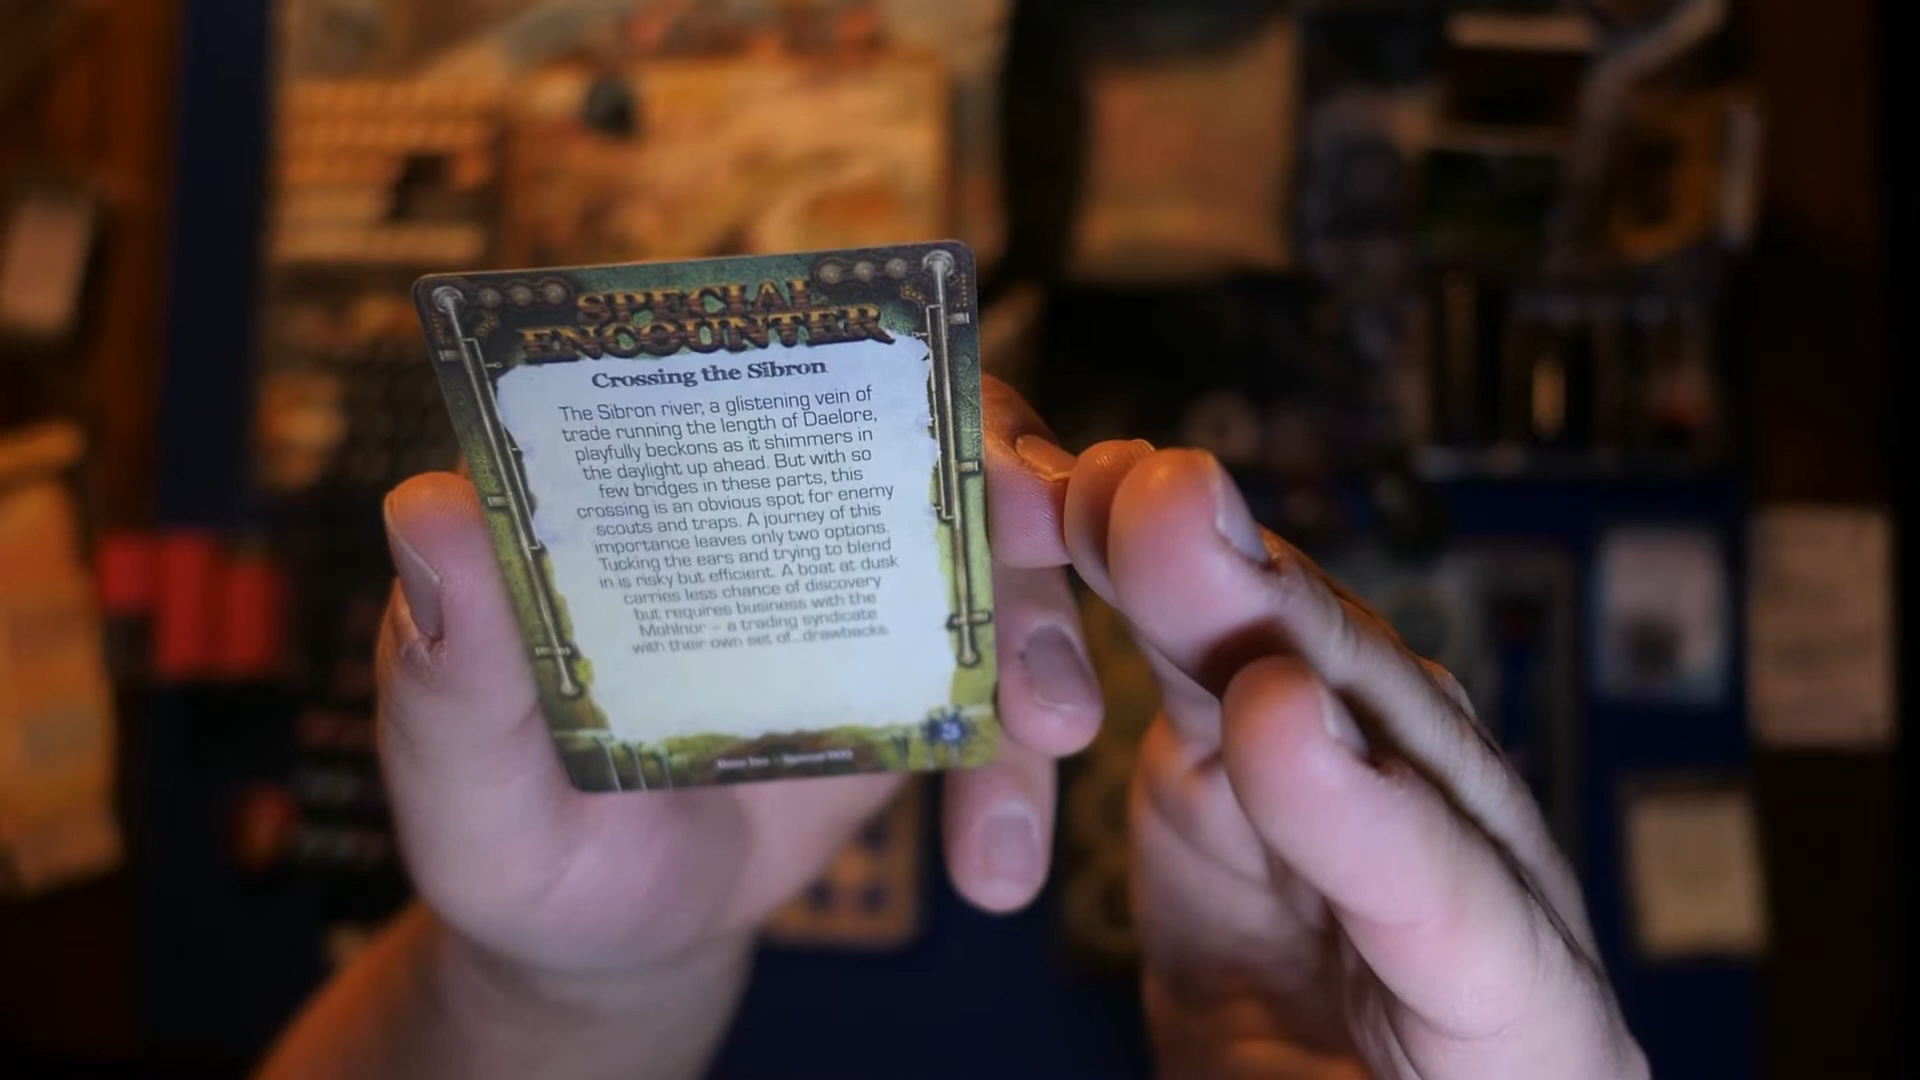 SPECIAL
ENCOUNTER
Crossing the Sibron
The Sibron river, a glistening vein of
trade running the length of Daelore,
playfully beckons as it shimmers in
the daylight up ahead. But with so
few bridges in these parts, this
crossing is an obvious spot for enemy
scouts and traps. A journey of this
importance leaves only two options.
Tucking the ears and trying to blend
in is risky but efficient. A boat at dusk
carries less chance of discovery
but requires business with the
Mohlnor – a trading syndicate
with their own set of...drawbacks.
3